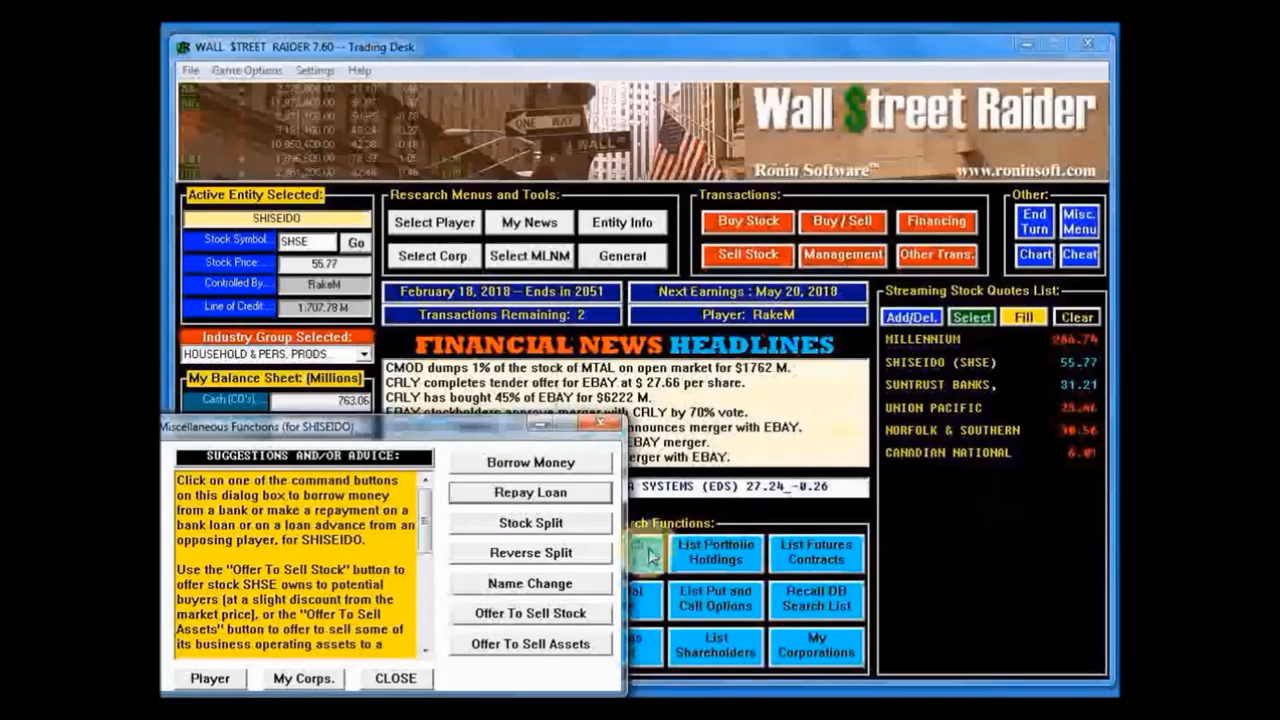 WALL $TREET RAIDER 7.60 -- Trading Desk
File Game Options Settings Help
ONE WAY
WALL
Wall $treet Raider
Ronin Software™ www.roninsoft.com
Active Entity Selected:
SHISEIDO
Stock Symbol.. SHSE Go
Stock Price:... 55.77
Controlled By... RakeM
Line of Credit:.. 1,707.78 M
Industry Group Selected:
HOUSEHOLD & PERS. PRODS...
My Balance Sheet: (Millions)
Cash (CD's).. 763.06
Research Menus and Tools:
Select Player My News Entity Info
Select Corp Select MLNM General
Transactions:
Buy Stock Buy / Sell Financing
Sell Stock Management Other Trans.
Other:
End Turn Misc. Menu
Chart Cheat
February 18, 2018 -- Ends in 2051 Next Earnings : May 20, 2018
Transactions Remaining: 2 Player: RakeM
FINANCIAL NEWS HEADLINES
CMOD dumps 1% of the stock of MTAL on open market for $1762 M.
CRLY completes tender offer for EBAY at $ 27.66 per share.
CRLY has bought 45% of EBAY for $6222 M.
EBAY stockholders approve merger with CRLY by 70% vote.
nounces merger with EBAY.
EBAY merger.
erger with EBAY.
A SYSTEMS (EDS) 27.24_-0.26
rch Functions:
List Portfolio Holdings List Futures Contracts
List Put and Call Options Recall DB Search List
List Shareholders My Corporations
Streaming Stock Quotes List:
Add/Del. Select Fill Clear
MILLENNIUM
SHISEIDO (SHSE) 55.77
SUNTRUST BANKS, 31.21
UNION PACIFIC
NORFOLK & SOUTHERN
CANADIAN NATIONAL
Miscellaneous Functions (for SHISEIDO)
SUGGESTIONS AND/OR ADVICE:
Click on one of the command buttons
on this dialog box to borrow money
from a bank or make a repayment on a
bank loan or on a loan advance from an
opposing player, for SHISEIDO.
Use the "Offer To Sell Stock" button to
offer stock SHSE owns to potential
buyers [at a slight discount from the
market price], or the "Offer To Sell
Assets" button to offer to sell some of
its business operating assets to a
Borrow Money
Repay Loan
Stock Split
Reverse Split
Name Change
Offer To Sell Stock
Offer To Sell Assets
Player My Corps. CLOSE